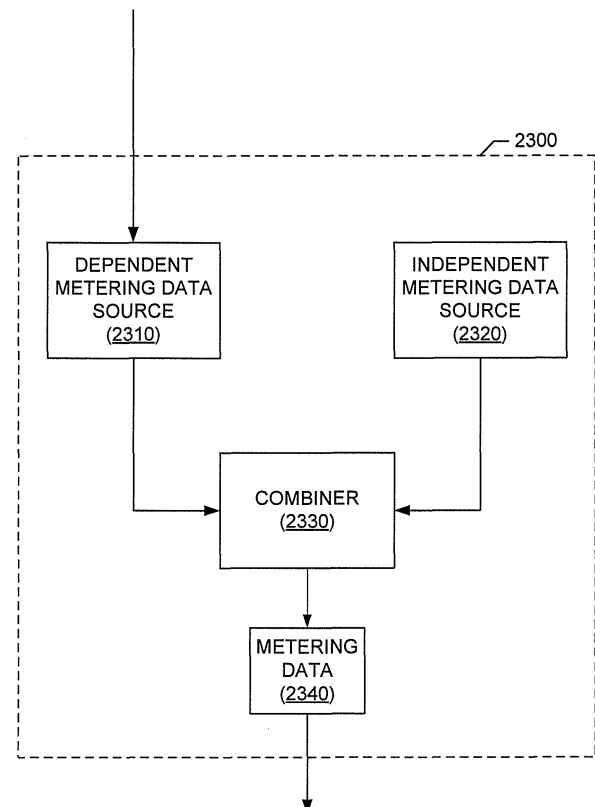 2300
DEPENDENT
METERING DATA
SOURCE
(2310)
INDEPENDENT
METERING DATA
SOURCE
(2320)
COMBINER
(2330)
METERING
DATA
(2340)